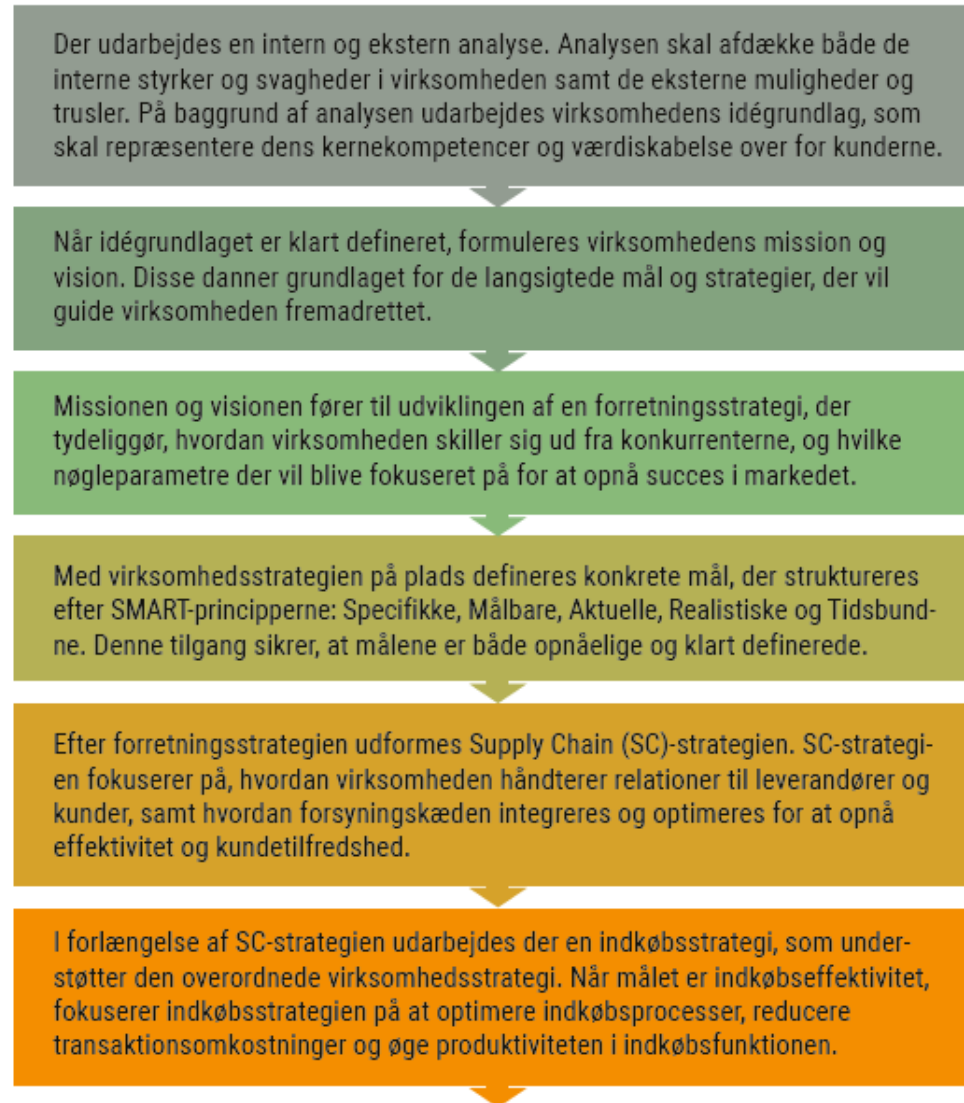 Der udarbejdes en intern og ekstern analyse. Analysen skal afdække både de
interne styrker og svagheder i virksomheden samt de eksterne muligheder og
trusler. På baggrund af analysen udarbejdes virksomhedens idégrundlag, som
skal repræsentere dens kernekompetencer og værdiskabelse over for kunderne.
Når idégrundlaget er klart defineret, formuleres virksomhedens mission og
vision. Disse danner grundlaget for de langsigtede mål og strategier, der vil
guide virksomheden fremadrettet.
Missionen og visionen fører til udviklingen af en forretningsstrategi, der
tydeliggør, hvordan virksomheden skiller sig ud fra konkurrenterne, og hvilke
nøgleparametre der vil blive fokuseret på for at opnå succes i markedet.
Med virksomhedsstrategien på plads defineres konkrete mål, der struktureres
efter SMART-principperne: Specifikke, Målbare, Aktuelle, Realistiske og Tidsbund-
ne. Denne tilgang sikrer, at målene er både opnåelige og klart definerede.
Efter forretningsstrategien udformes Supply Chain (SC)-strategien. SC-strategi-
en fokuserer på, hvordan virksomheden håndterer relationer til leverandører og
kunder, samt hvordan forsyningskæden integreres og optimeres for at opnå
effektivitet og kundetilfredshed.
I forlængelse af SC-strategien udarbejdes der en indkøbsstrategi, som under-
støtter den overordnede virksomhedsstrategi. Når målet er indkøbseffektivitet,
fokuserer indkøbsstrategien på at optimere indkøbsprocesser, reducere
transaktionsomkostninger og øge produktiviteten i indkøbsfunktionen.